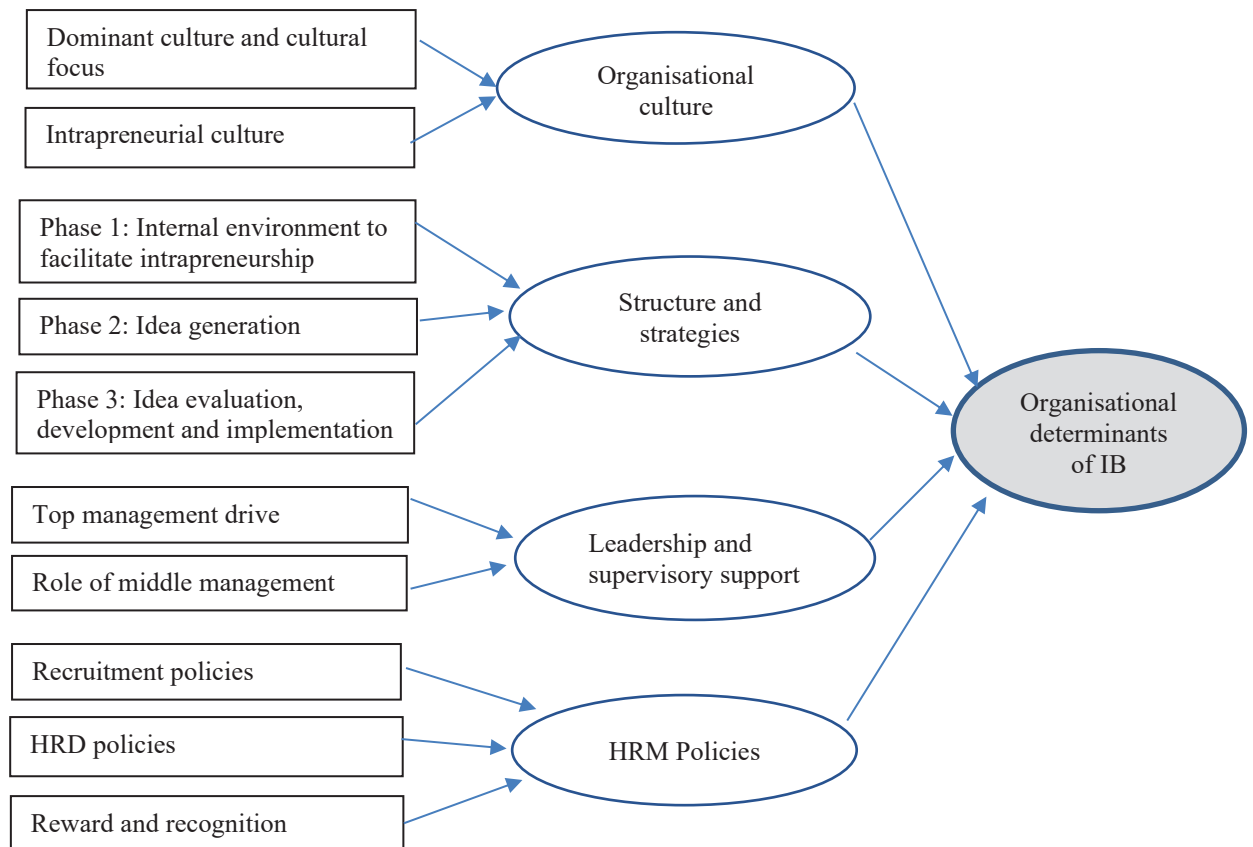 Dominant culture and cultural
focus
Intrapreneurial culture
Organisational
culture
Phase 1: Internal environment to
facilitate intrapreneurship
Phase 2: Idea generation
Phase 3: Idea evaluation,
development and implementation
Structure and
strategies
Top management drive
Role of middle management
Leadership and
supervisory support
Recruitment policies
HRD policies
Reward and recognition
HRM Policies
Organisational
determinants
of IB